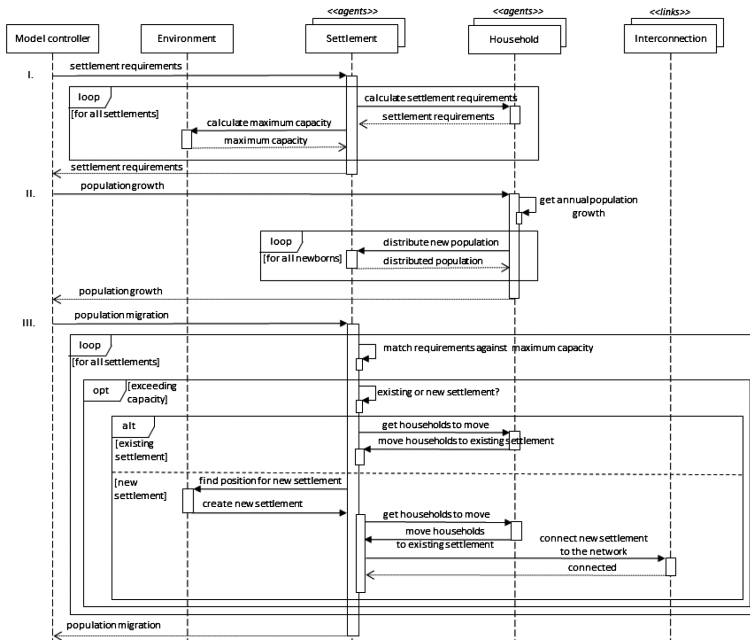 <<agents>>
<<agents>>
<<links>>
Model controller
Environment
Settlement
Household
Interconnection
I.
settlement requirements
loop
[for all settlements]
calculate settlement requirements
settlement requirements
calculate maximum capacity
maximum capacity
settlement requirements
II.
population growth
get annual population
growth
loop
[for all newborns]
distribute new population
distributed population
population growth
III.
population migration
loop
[for all settlements]
match requirements against maximum capacity
opt
[exceeding
capacity]
existing or new settlement?
alt
[existing
settlement]
get households to move
move households to existing settlement
[new
settlement]
find position for new settlement
create new settlement
get households to move
move households
to existing settlement
connect new settlement
to the network
connected
population migration